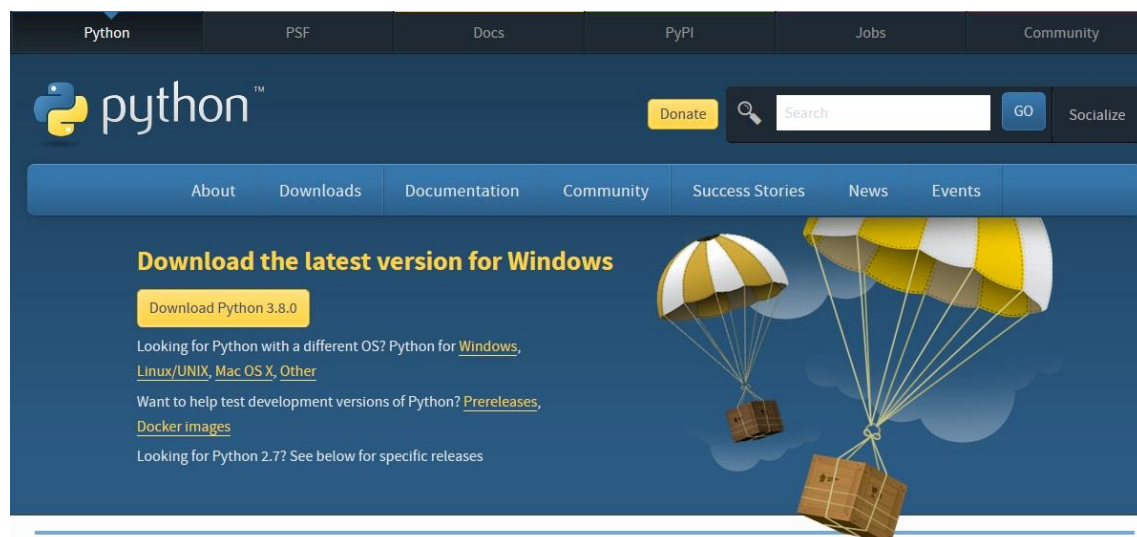 Python PSF Docs PyPI Jobs Community
python™
Donate Search GO Socialize
About Downloads Documentation Community Success Stories News Events
Download the latest version for Windows
Download Python 3.8.0
Looking for Python with a different OS? Python for Windows,
Linux/UNIX, Mac OS X, Other
Want to help test development versions of Python? Prereleases,
Docker images
Looking for Python 2.7? See below for specific releases